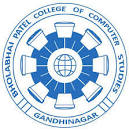 BHOLABHAI PATEL COLLEGE OF COMPUTER STUDIES
GANDHINAGAR